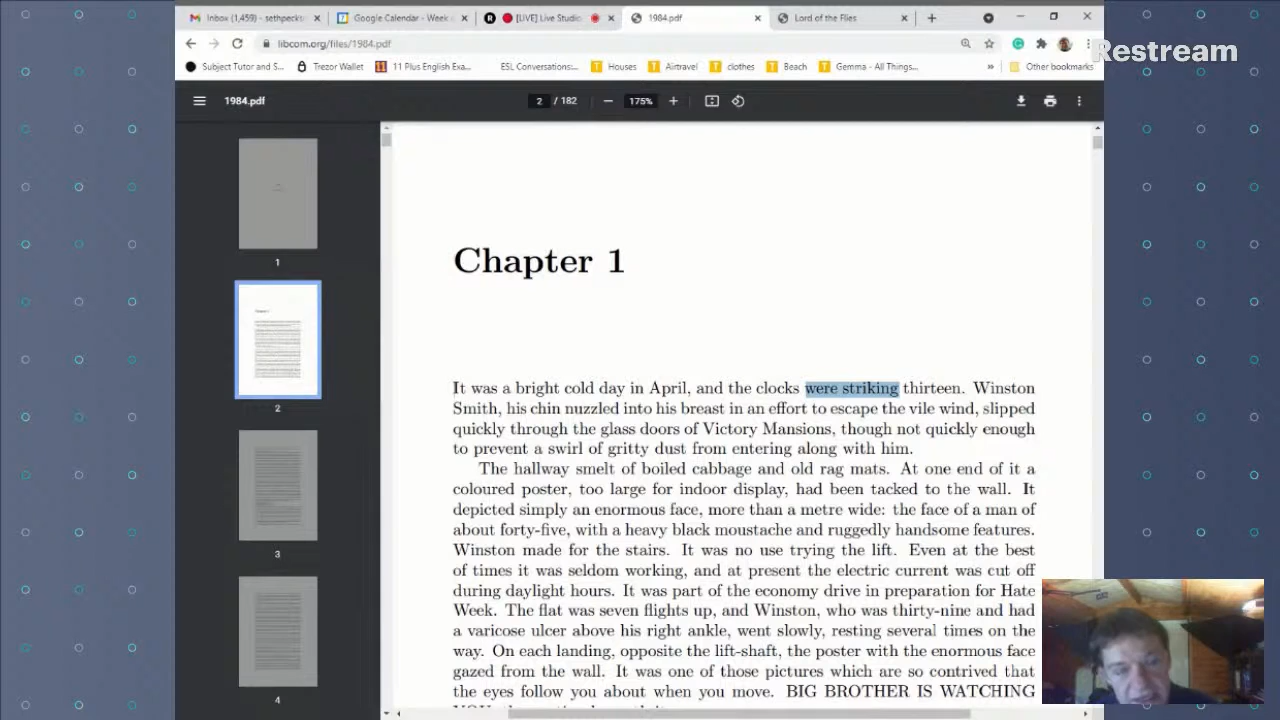 Inbox (1,459) - sethpeck
Google Calendar - Week
[LIVE] Live Studio
1984.pdf
Lord of the Flies
libcom.org/files/1984.pdf
Restream
Subject Tutor and S...
Trezor Wallet
11 Plus English Exa...
ESL Conversations:...
Houses
Airtravel
clothes
Beach
Gemma - All Things...
»
Other bookmarks
1984.pdf
2 / 182
175%
1
2
3
4
Chapter 1
It was a bright cold day in April, and the clocks were striking thirteen. Winston
Smith, his chin nuzzled into his breast in an effort to escape the vile wind, slipped
quickly through the glass doors of Victory Mansions, though not quickly enough
to prevent a swirl of gritty dust from entering along with him.
The hallway smelt of boiled cabbage and old rag mats. At one end of it a
coloured poster, too large for indoor display, had been tacked to the wall. It
depicted simply an enormous face, more than a metre wide: the face of a man of
about forty-five, with a heavy black moustache and ruggedly handsome features.
Winston made for the stairs. It was no use trying the lift. Even at the best
of times it was seldom working, and at present the electric current was cut off
during daylight hours. It was part of the economy drive in preparation for Hate
Week. The flat was seven flights up, and Winston, who was thirty-nine and had
a varicose ulcer above his right ankle, went slowly, resting several times on the
way. On each landing, opposite the lift-shaft, the poster with the enormous face
gazed from the wall. It was one of those pictures which are so contrived that
the eyes follow you about when you move. BIG BROTHER IS WATCHING